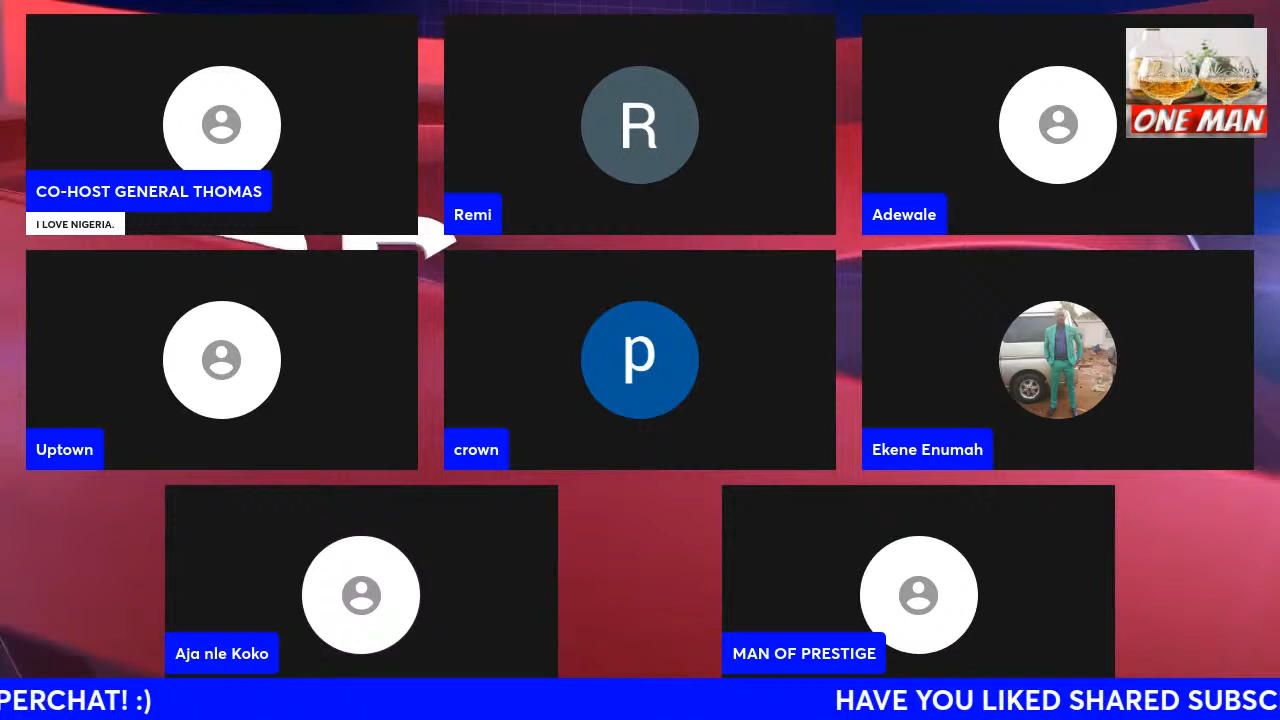 ONE MAN
CO-HOST GENERAL THOMAS
I LOVE NIGERIA.
R
Remi
Adewale
Uptown
p
crown
Ekene Enumah
Aja nle Koko
MAN OF PRESTIGE
PERCHAT! :)
HAVE YOU LIKED SHARED SUBSC